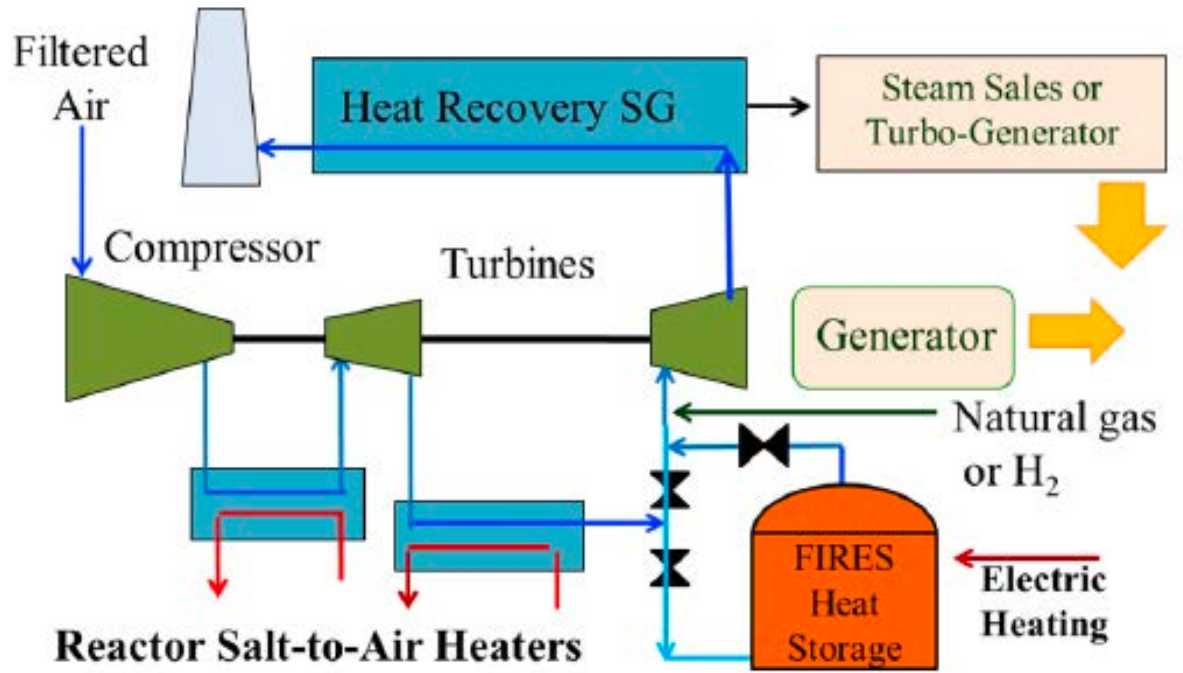 Filtered
Air
Heat Recovery SG
Steam Sales or
Turbo-Generator
Compressor
Turbines
Generator
Natural gas
or H₂
FIRES
Heat
Storage
Electric
Heating
Reactor Salt-to-Air Heaters